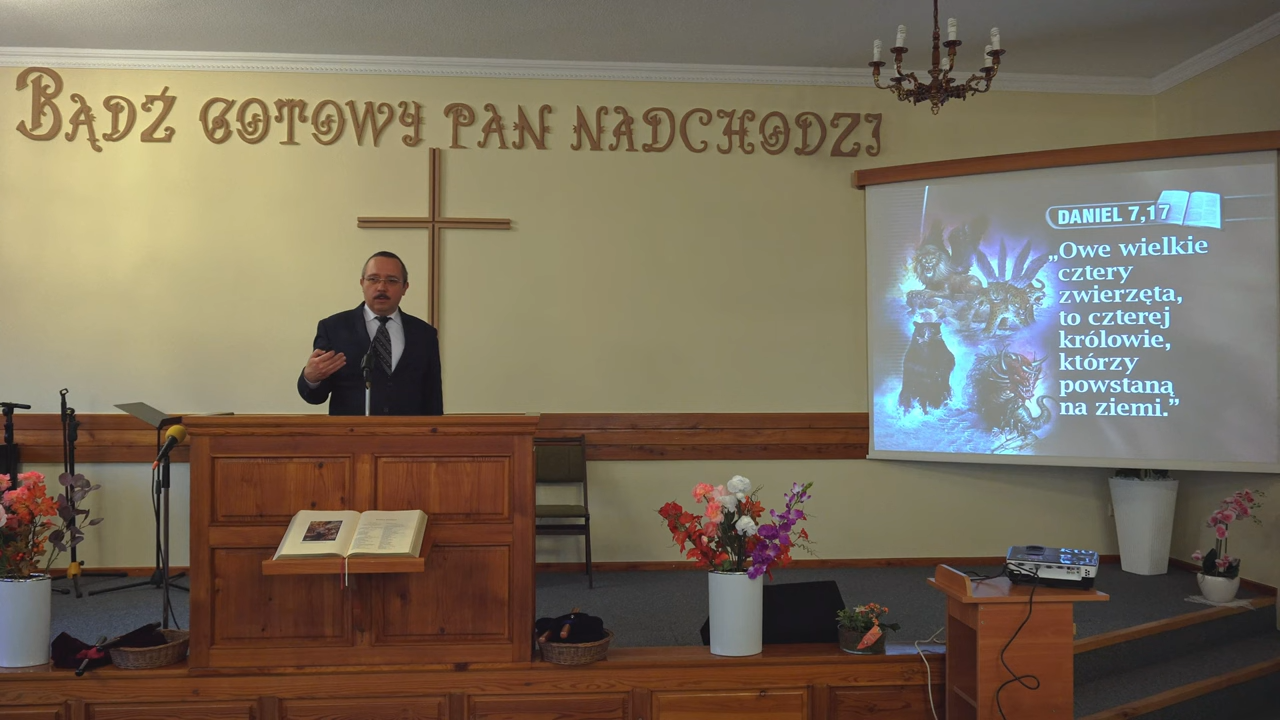 BĄDŹ GOTOWY PAN NADCHODZI
DANIEL 7,17
„Owe wielkie
cztery
zwierzęta,
to czterej
królowie,
którzy
powstaną
na ziemi.”